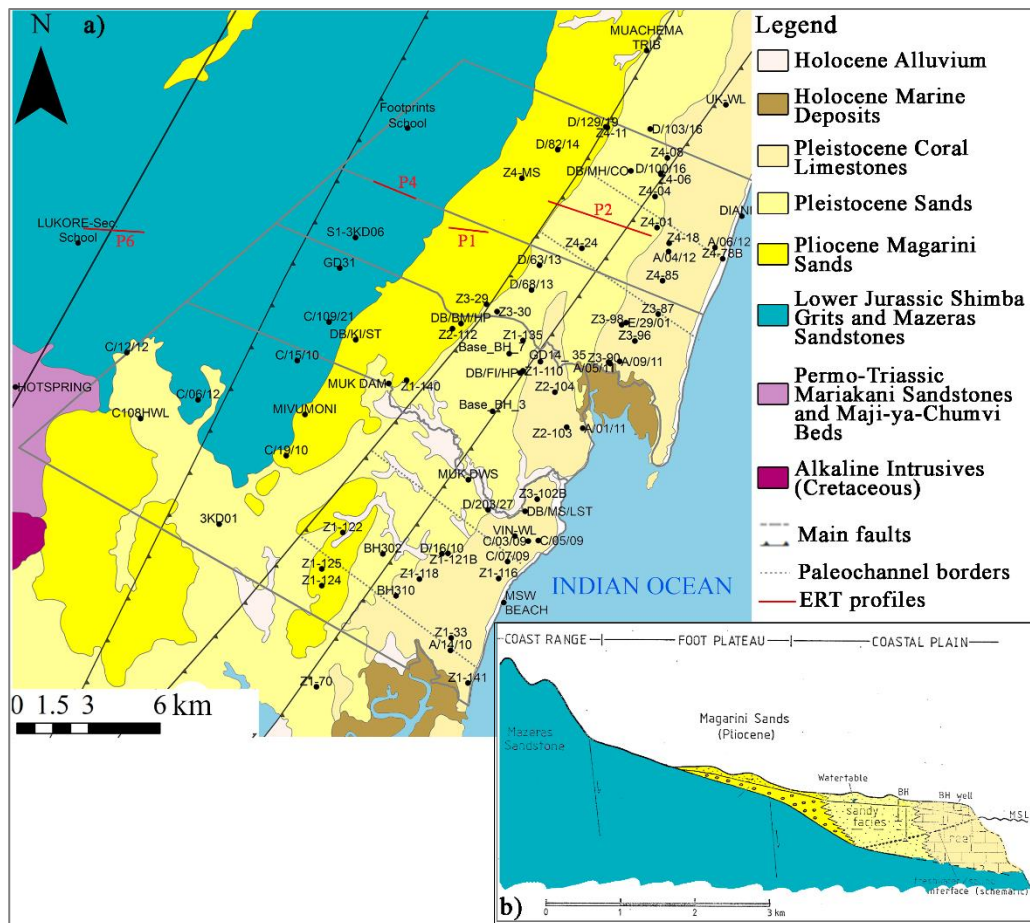 N
a)
MUACHEMA
TRIB
UK-WL
Footprints
School
D/129/19
Z4-11
D/103/16
D/82/14
Z4-08
DB/MH/CO
D/100/16
Z4-06
Z4-MS
Z4-04
P4
P2
DIANI
LUKORE-Sec
School
P6
S1-3KD06
P1
Z4-01
Z4-18
A/06/12
Z4-24
A/04/12
Z4-78B
GD31
D/63/13
Z4-85
D/68/13
Z3-29
Z3-30
Z3-87
C/109/21
DB/BM/HP
Z3-98
E/29/01
DB/KI/ST
Z2-112
Z1-135
Z3-96
C/12/12
Base_BH_7
C/15/10
GD14_35
Z3-90
A/09/11
A/05/11
HOTSPRING
MUK DAM
Z1-140
DB/FI/HP
Z1-110
C/06/12
Z2-104
C108HWL
MIVUMONI
Base_BH_3
Z2-103
A/01/11
C/19/10
MUK-DWS
Z3-102B
3KD01
D/203/27
DB/MS/LST
Z1-122
VIN-WL
C/03/09
C/05/09
BH302
D/16/10
Z1-121B
C/07/09
Z1-125
Z1-118
Z1-116
Z1-124
BH310
MSW
BEACH
INDIAN OCEAN
Z1-33
A/14/10
Z1-70
Z1-141
0 1.5 3 6 km
Legend
Holocene Alluvium
Holocene Marine
Deposits
Pleistocene Coral
Limestones
Pleistocene Sands
Pliocene Magarini
Sands
Lower Jurassic Shimba
Grits and Mazeras
Sandstones
Permo-Triassic
Mariakani Sandstones
and Maji-ya-Chumvi
Beds
Alkaline Intrusives
(Cretaceous)
Main faults
Paleochannel borders
ERT profiles
COAST RANGE
FOOT PLATEAU
COASTAL PLAIN
Mazeras
Sandstone
Magarini Sands
(Pliocene)
Watertable
BH
BH well
MSL
sandy
facies
interface (schematic)
b)
0 1 2 3 km